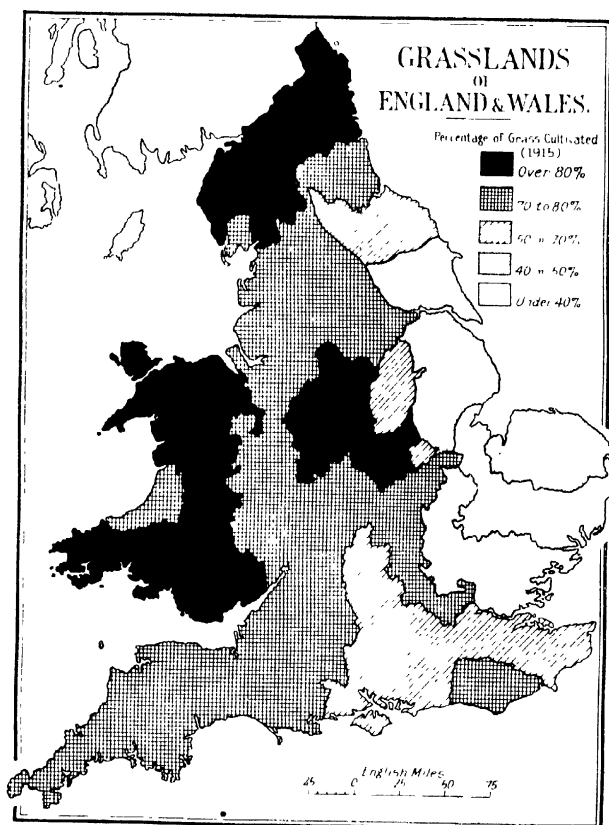 GRASSLANDS
OF
ENGLAND & WALES.
Percentage of Grass Cultivated
(1915)
Over 80%
70 to 80%
50 to 70%
40 to 50%
Under 40%
English Miles
45 0 25 50 75